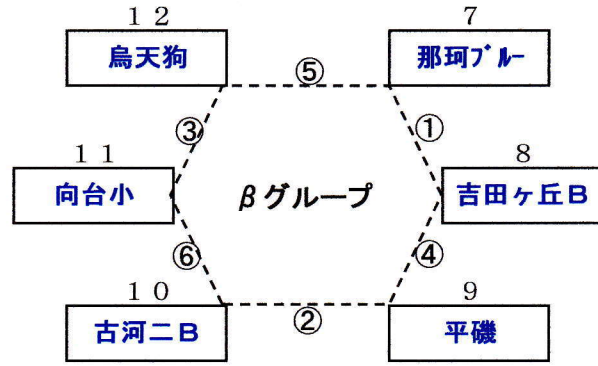 １２
７
烏天狗
那珂ﾌﾞﾙｰ
⑤
③
①
１１
８
向台小
βグループ
吉田ヶ丘Ｂ
⑥
④
１０
９
古河二Ｂ
②
平磯